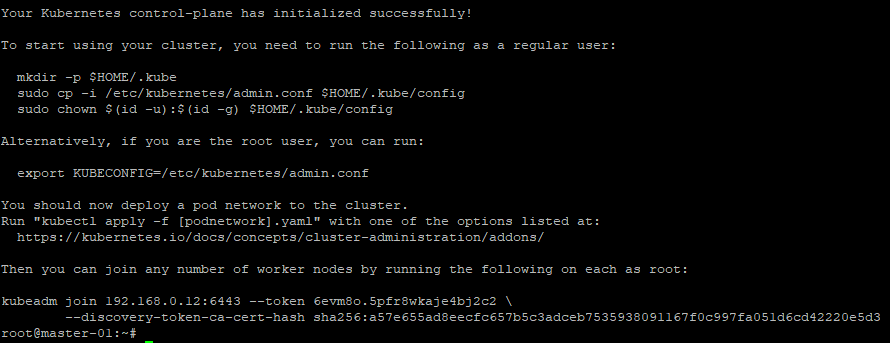 Your Kubernetes control-plane has initialized successfully!
To start using your cluster, you need to run the following as a regular user:
mkdir -p $HOME/.kube
sudo cp -i /etc/kubernetes/admin.conf $HOME/.kube/config
sudo chown $(id -u):$(id -g) $HOME/.kube/config
Alternatively, if you are the root user, you can run:
export KUBECONFIG=/etc/kubernetes/admin.conf
You should now deploy a pod network to the cluster.
Run "kubectl apply -f [podnetwork].yaml" with one of the options listed at:
https://kubernetes.io/docs/concepts/cluster-administration/addons/
Then you can join any number of worker nodes by running the following on each as root:
kubeadm join 192.168.0.12:6443 --token 6evm8o.5pfr8wkaje4bj2c2 \
--discovery-token-ca-cert-hash sha256:a57e655ad8eecfc657b5c3adceb7535938091167f0c997fa051d6cd42220e5d3
root@master-01:~#